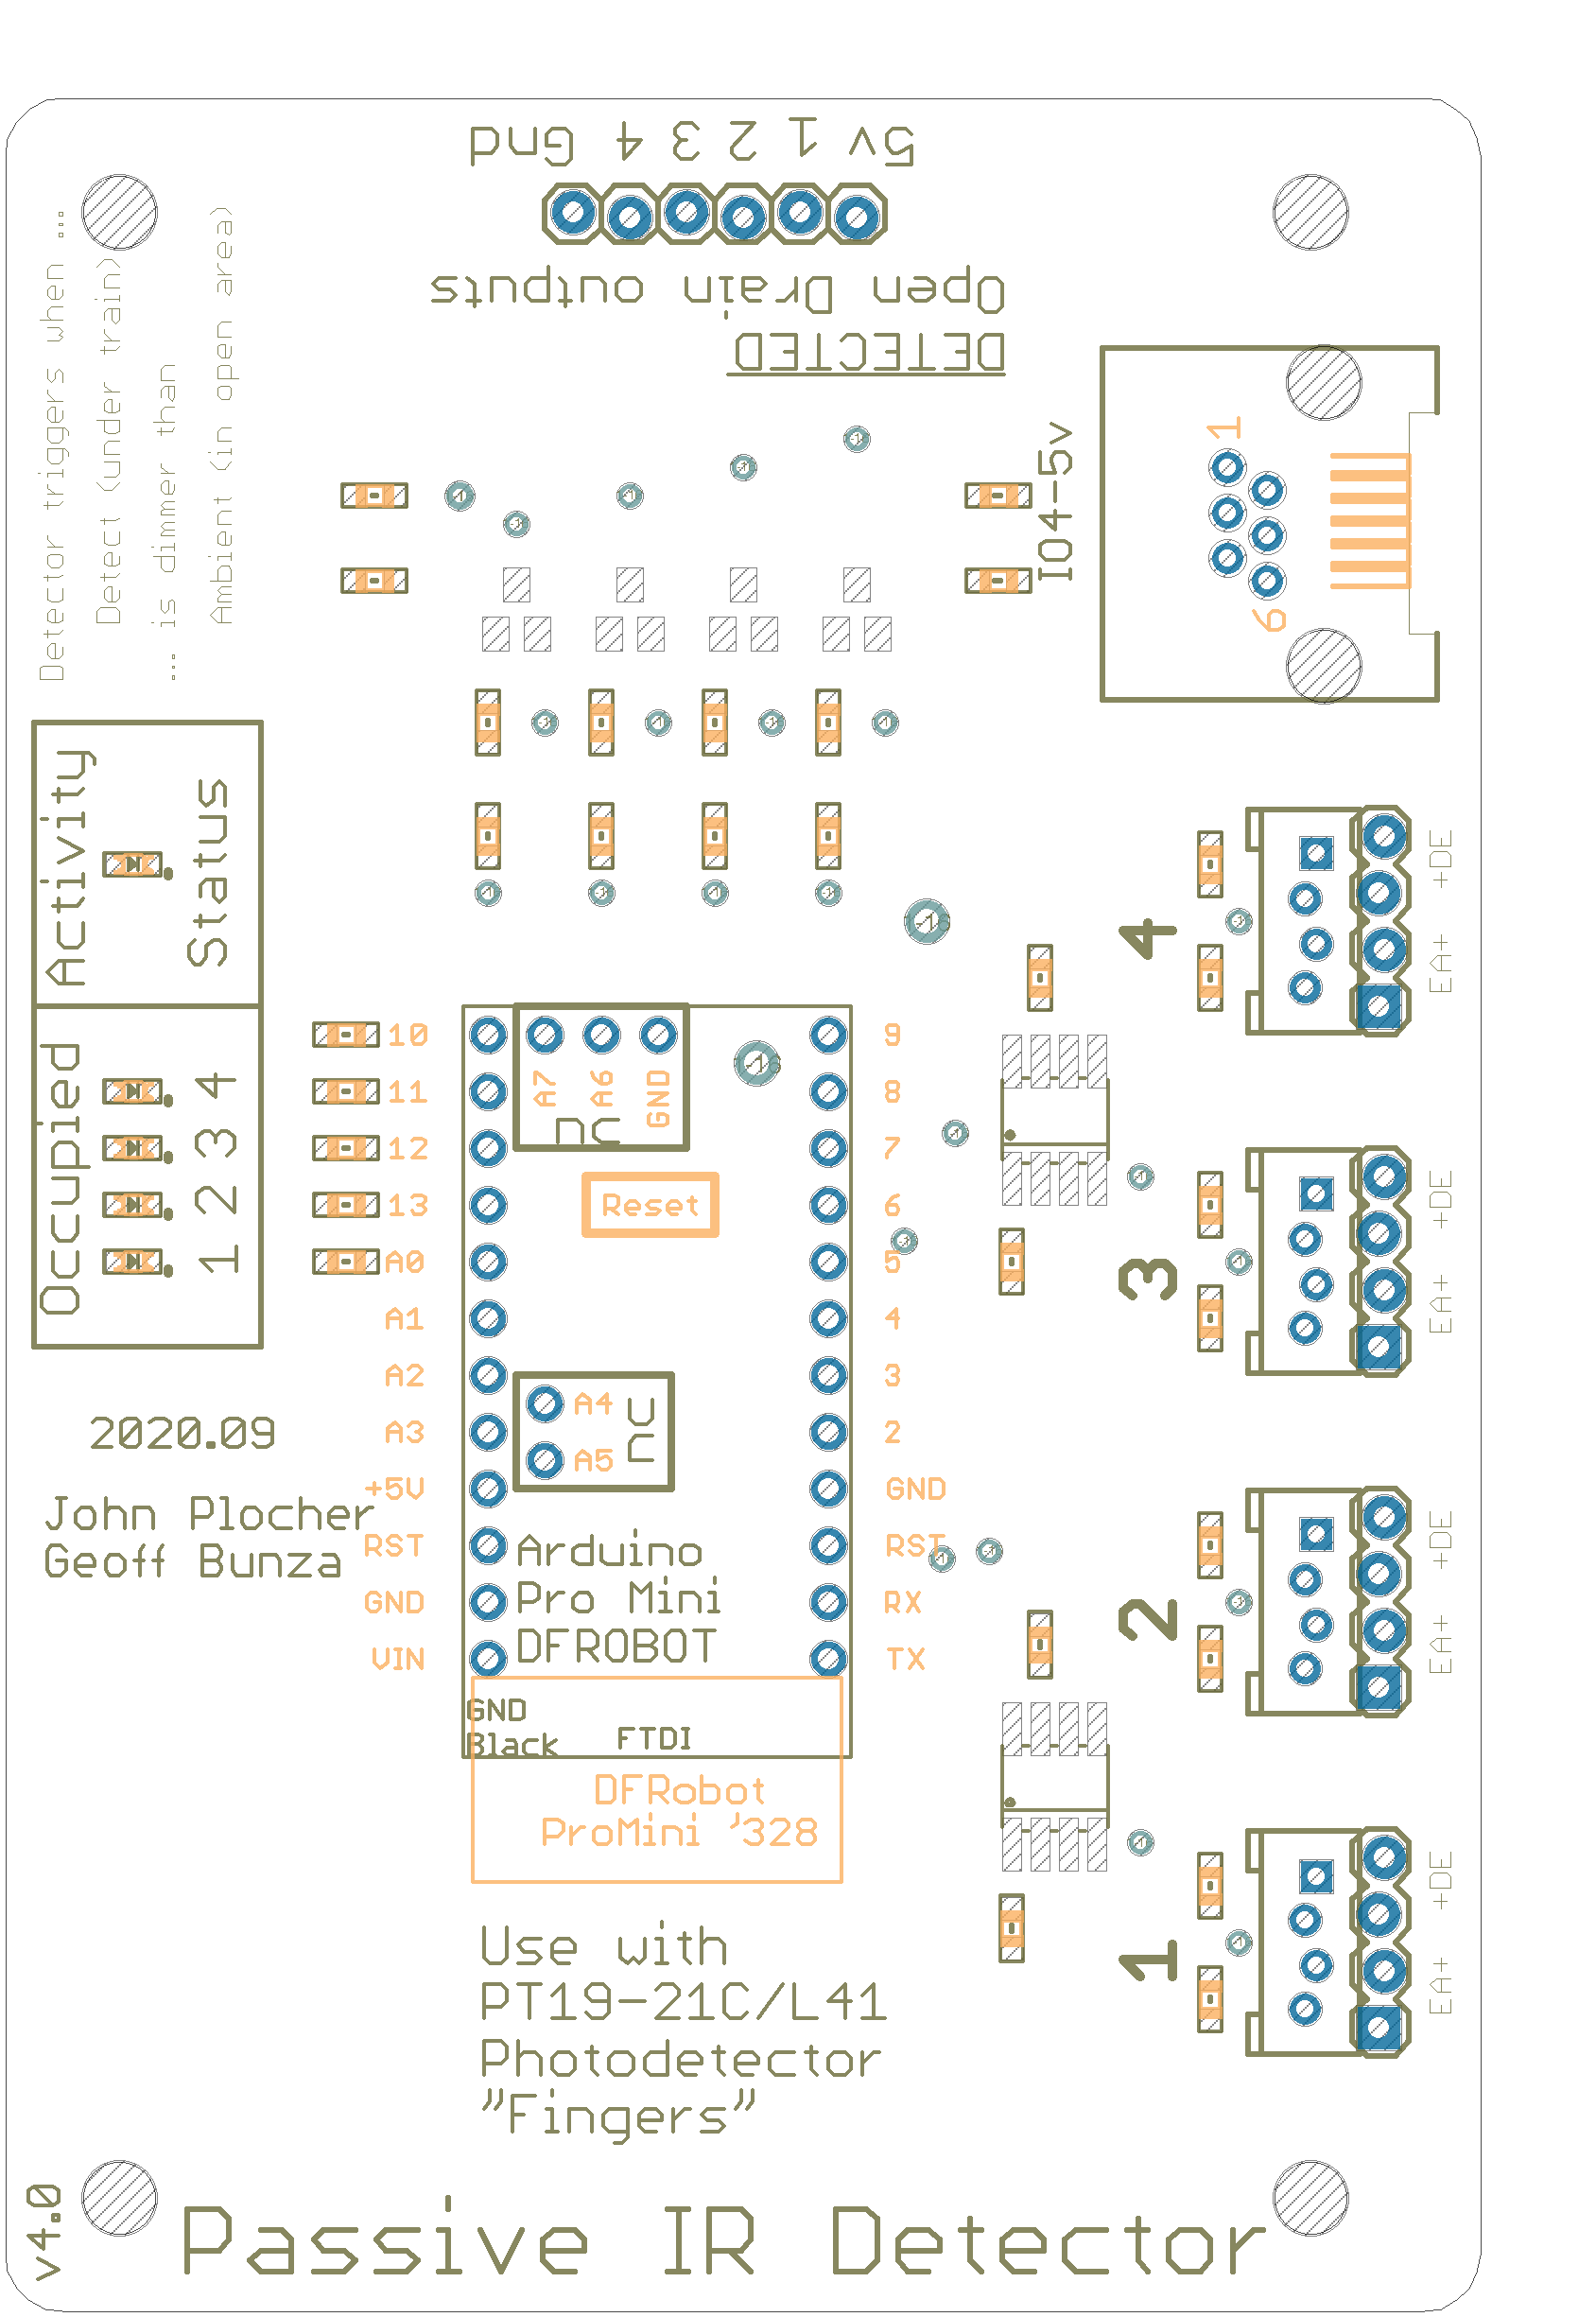 5v 1 2 3 4 Gnd
Open Drain outputs
DETECTED
Detector triggers when ...
Detect (under train)
... is dimmer than
Ambient (in open area)
IO4-5v
1
6
Activity
Status
Occupied
1 2 3 4
10
11
12
13
A0
A1
A2
A3
+5V
RST
GND
VIN
A7
A6
GND
nc
Reset
A4
A5
nc
9
8
7
6
5
4
3
2
GND
RST
RX
TX
Arduino
Pro Mini
DFROBOT
GND
Black
FTDI
DFRobot
ProMini '328
2020.09
John Plocher
Geoff Bunza
4
EA+ +DE
3
EA+ +DE
2
EA+ +DE
1
EA+ +DE
Use with
PT19-21C/L41
Photodetector
"Fingers"
v4.0
Passive IR Detector